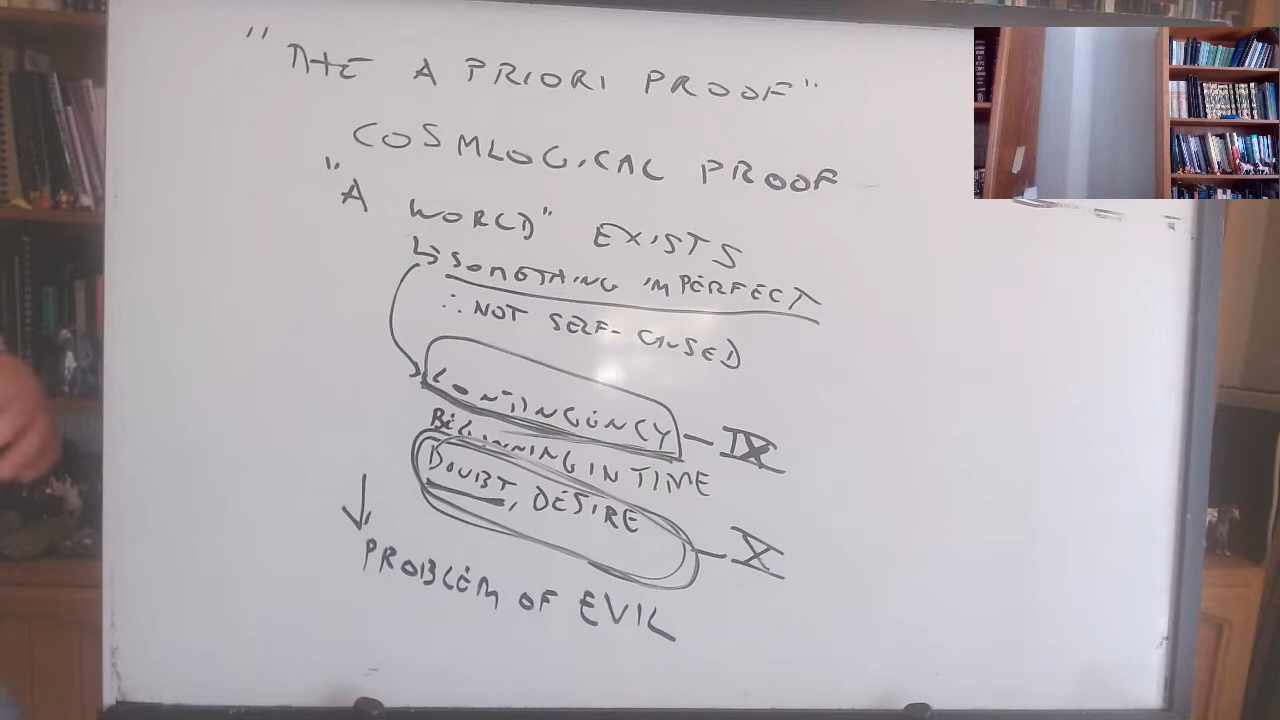 "THE A PRIORI PROOF"
COSMLOGICAL PROOF
"A WORLD" EXISTS
↳ SOMETHING IMPERFECT
∴ NOT SELF-CAUSED
CONTINGENCY - IX
BEGINNING IN TIME
DOUBT, DESIRE - X
↓ PROBLEM OF EVIL